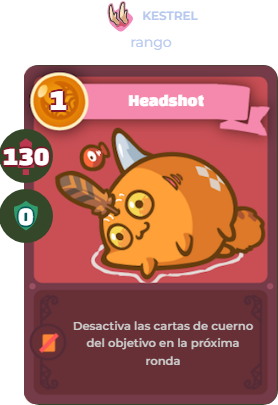 KESTREL
rango
1
Headshot
130
0
Desactiva las cartas de cuerno
del objetivo en la próxima
ronda